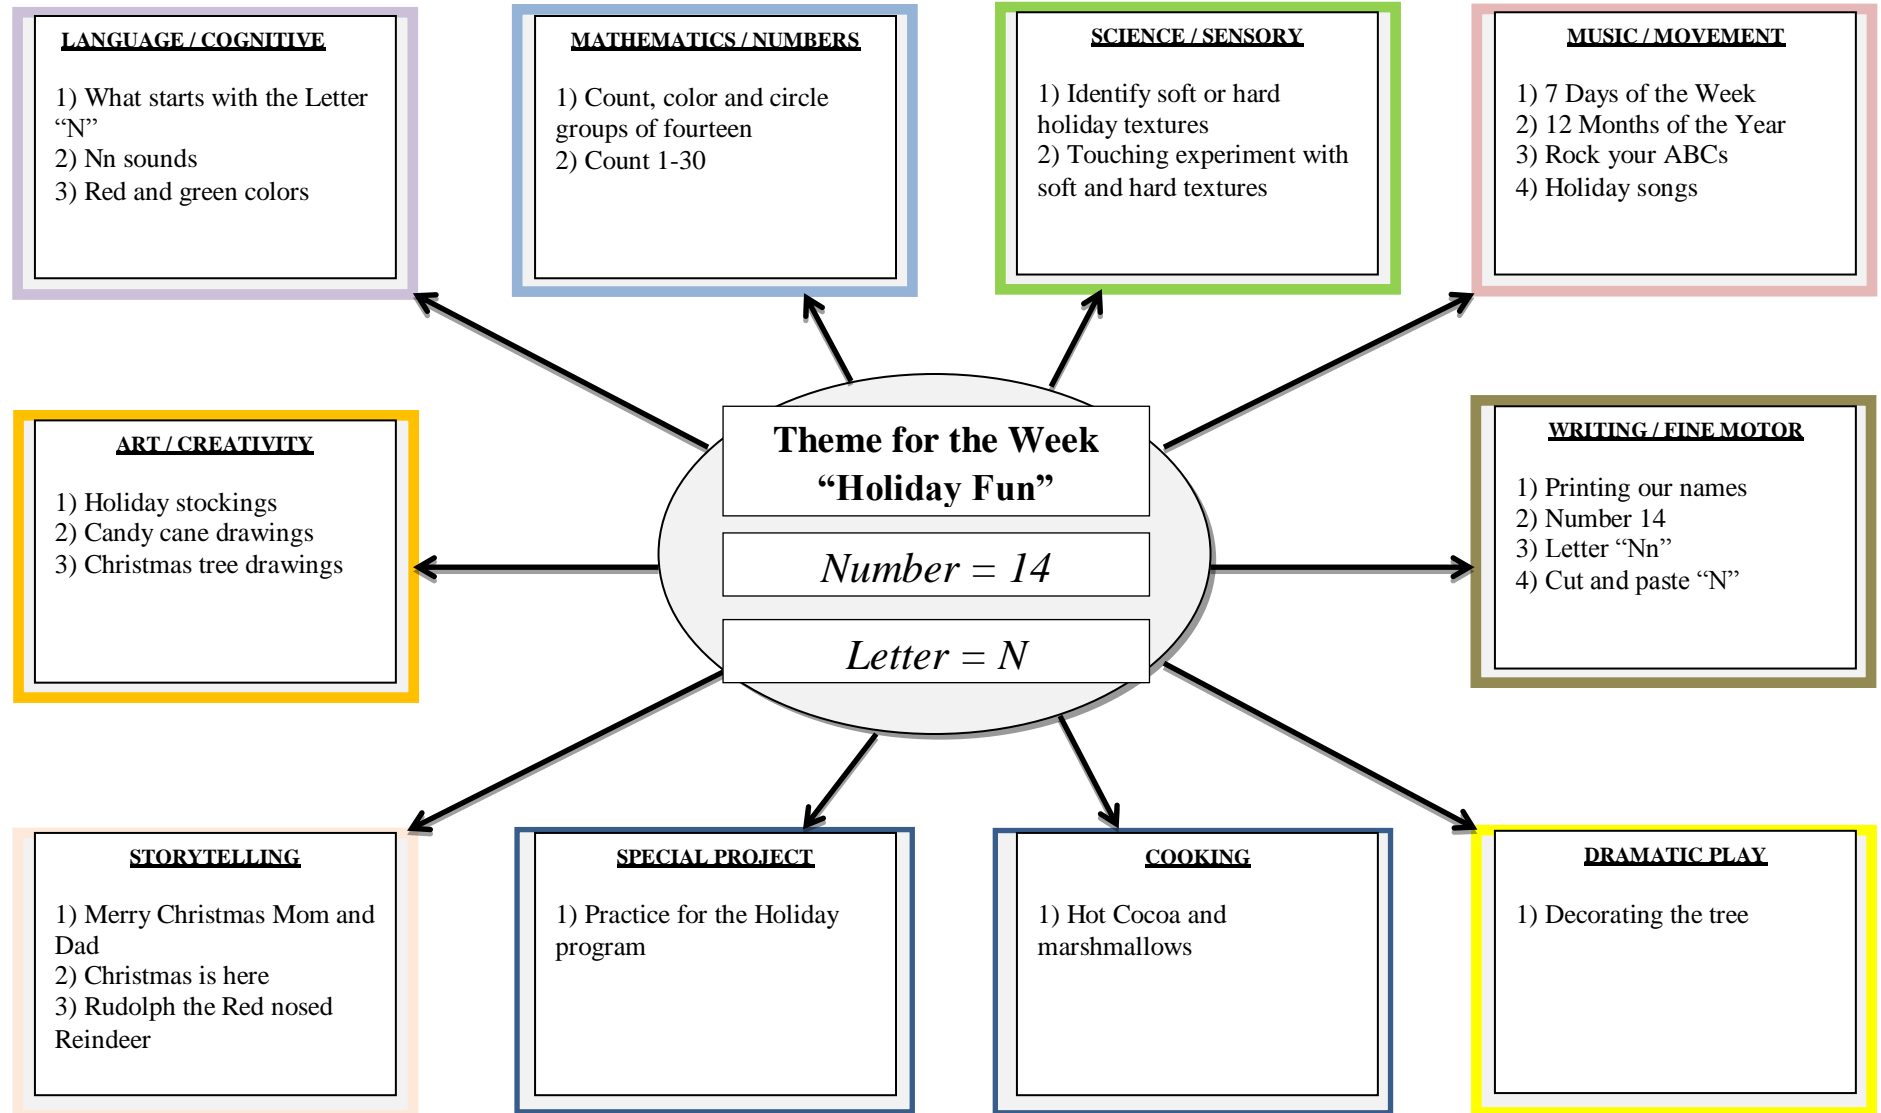 LANGUAGE / COGNITIVE
1) What starts with the Letter
“N”
2) Nn sounds
3) Red and green colors
MATHEMATICS / NUMBERS
1) Count, color and circle
groups of fourteen
2) Count 1-30
SCIENCE / SENSORY
1) Identify soft or hard
holiday textures
2) Touching experiment with
soft and hard textures
MUSIC / MOVEMENT
1) 7 Days of the Week
2) 12 Months of the Year
3) Rock your ABCs
4) Holiday songs
ART / CREATIVITY
1) Holiday stockings
2) Candy cane drawings
3) Christmas tree drawings
Theme for the Week
“Holiday Fun”
Number = 14
Letter = N
WRITING / FINE MOTOR
1) Printing our names
2) Number 14
3) Letter “Nn”
4) Cut and paste “N”
STORYTELLING
1) Merry Christmas Mom and
Dad
2) Christmas is here
3) Rudolph the Red nosed
Reindeer
SPECIAL PROJECT
1) Practice for the Holiday
program
COOKING
1) Hot Cocoa and
marshmallows
DRAMATIC PLAY
1) Decorating the tree